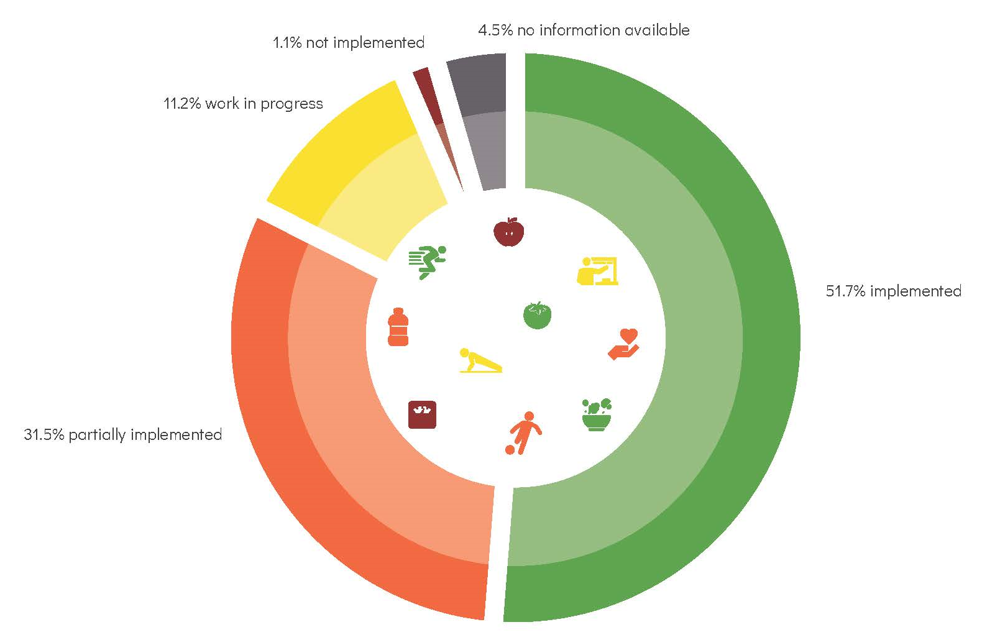 4.5% no information available
1.1% not implemented
11.2% work in progress
51.7% implemented
31.5% partially implemented